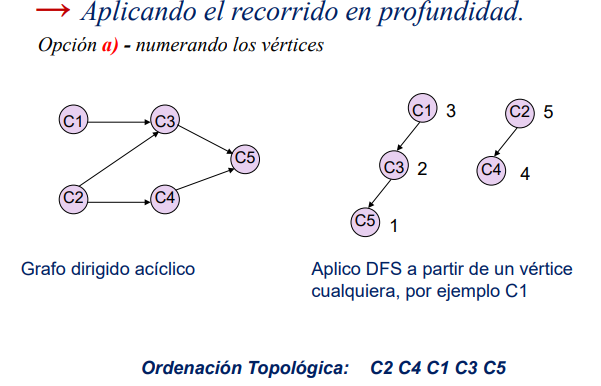 → Aplicando el recorrido en profundidad.
Opción a) - numerando los vértices
C1 C3 C5 C2 C4
C1 3 C2 5
C3 2 C4 4
C5 1
Grafo dirigido acíclico
Aplico DFS a partir de un vértice
cualquiera, por ejemplo C1
Ordenación Topológica: C2 C4 C1 C3 C5